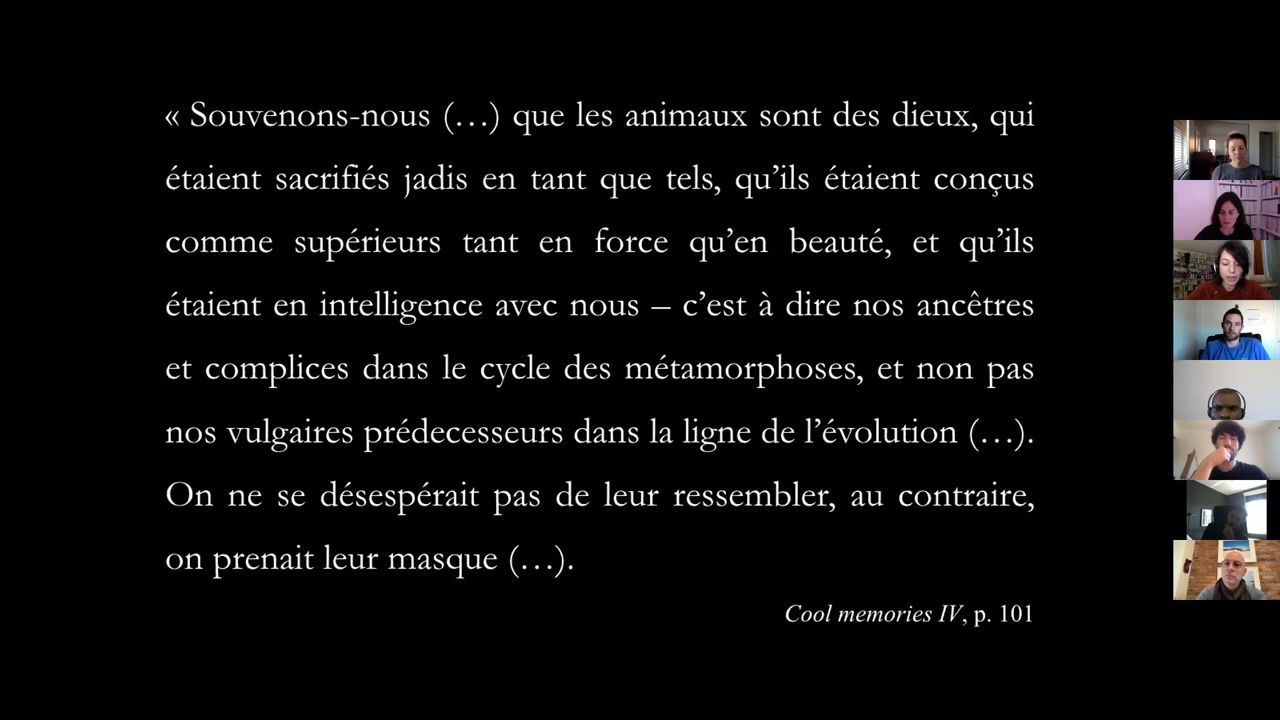 « Souvenons-nous (…) que les animaux sont des dieux, qui
étaient sacrifiés jadis en tant que tels, qu’ils étaient conçus
comme supérieurs tant en force qu’en beauté, et qu’ils
étaient en intelligence avec nous – c’est à dire nos ancêtres
et complices dans le cycle des métamorphoses, et non pas
nos vulgaires prédecesseurs dans la ligne de l’évolution (…).
On ne se désespérait pas de leur ressembler, au contraire,
on prenait leur masque (…).
Cool memories IV, p. 101